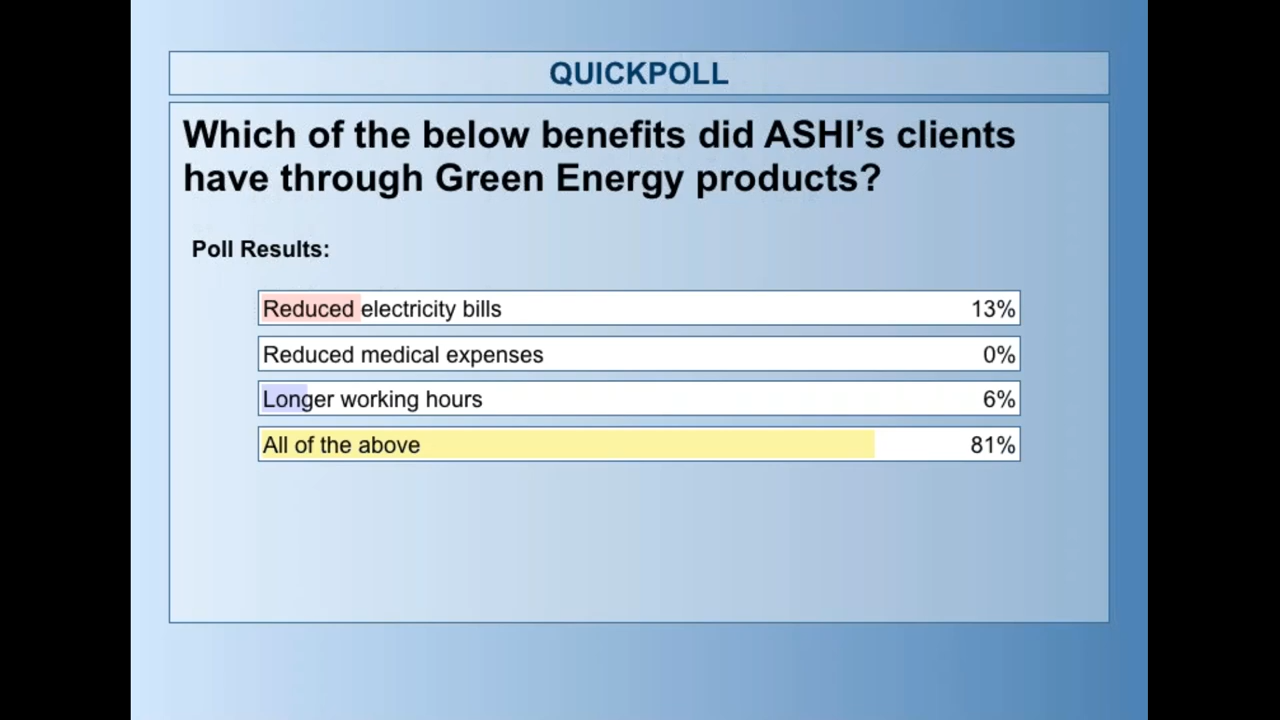 QUICKPOLL
Which of the below benefits did ASHI’s clients
have through Green Energy products?
Poll Results:
Reduced electricity bills 13%
Reduced medical expenses 0%
Longer working hours 6%
All of the above 81%